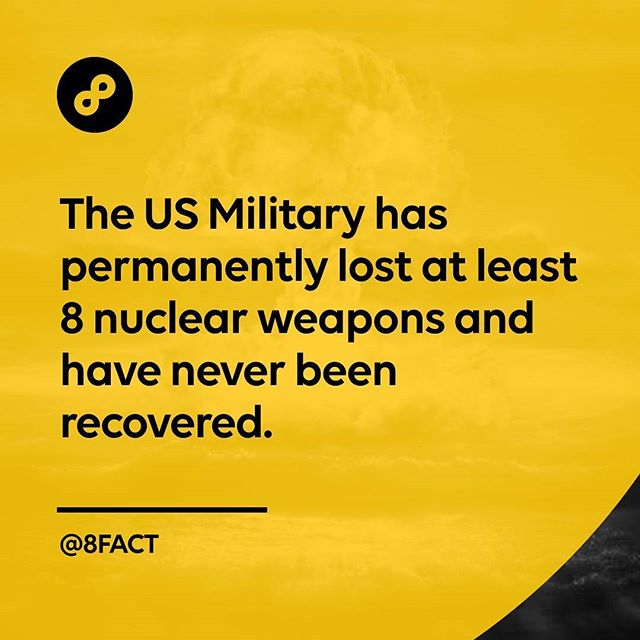 The US Military has
permanently lost at least
8 nuclear weapons and
have never been
recovered.
@8FACT